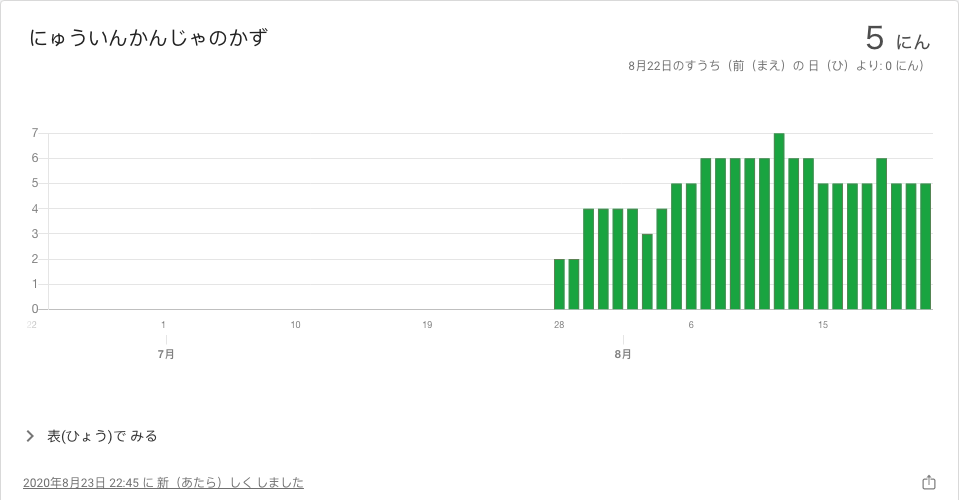 にゅういんかんじゃのかず
5 にん
8月22日のすうち（前（まえ）の 日（ひ）より: 0 にん）
7
6
5
4
3
2
1
0
22 1 10 19 28 6 15
7月 8月
表(ひょう)で みる
2020年8月23日 22:45 に 新（あたら）しく しました